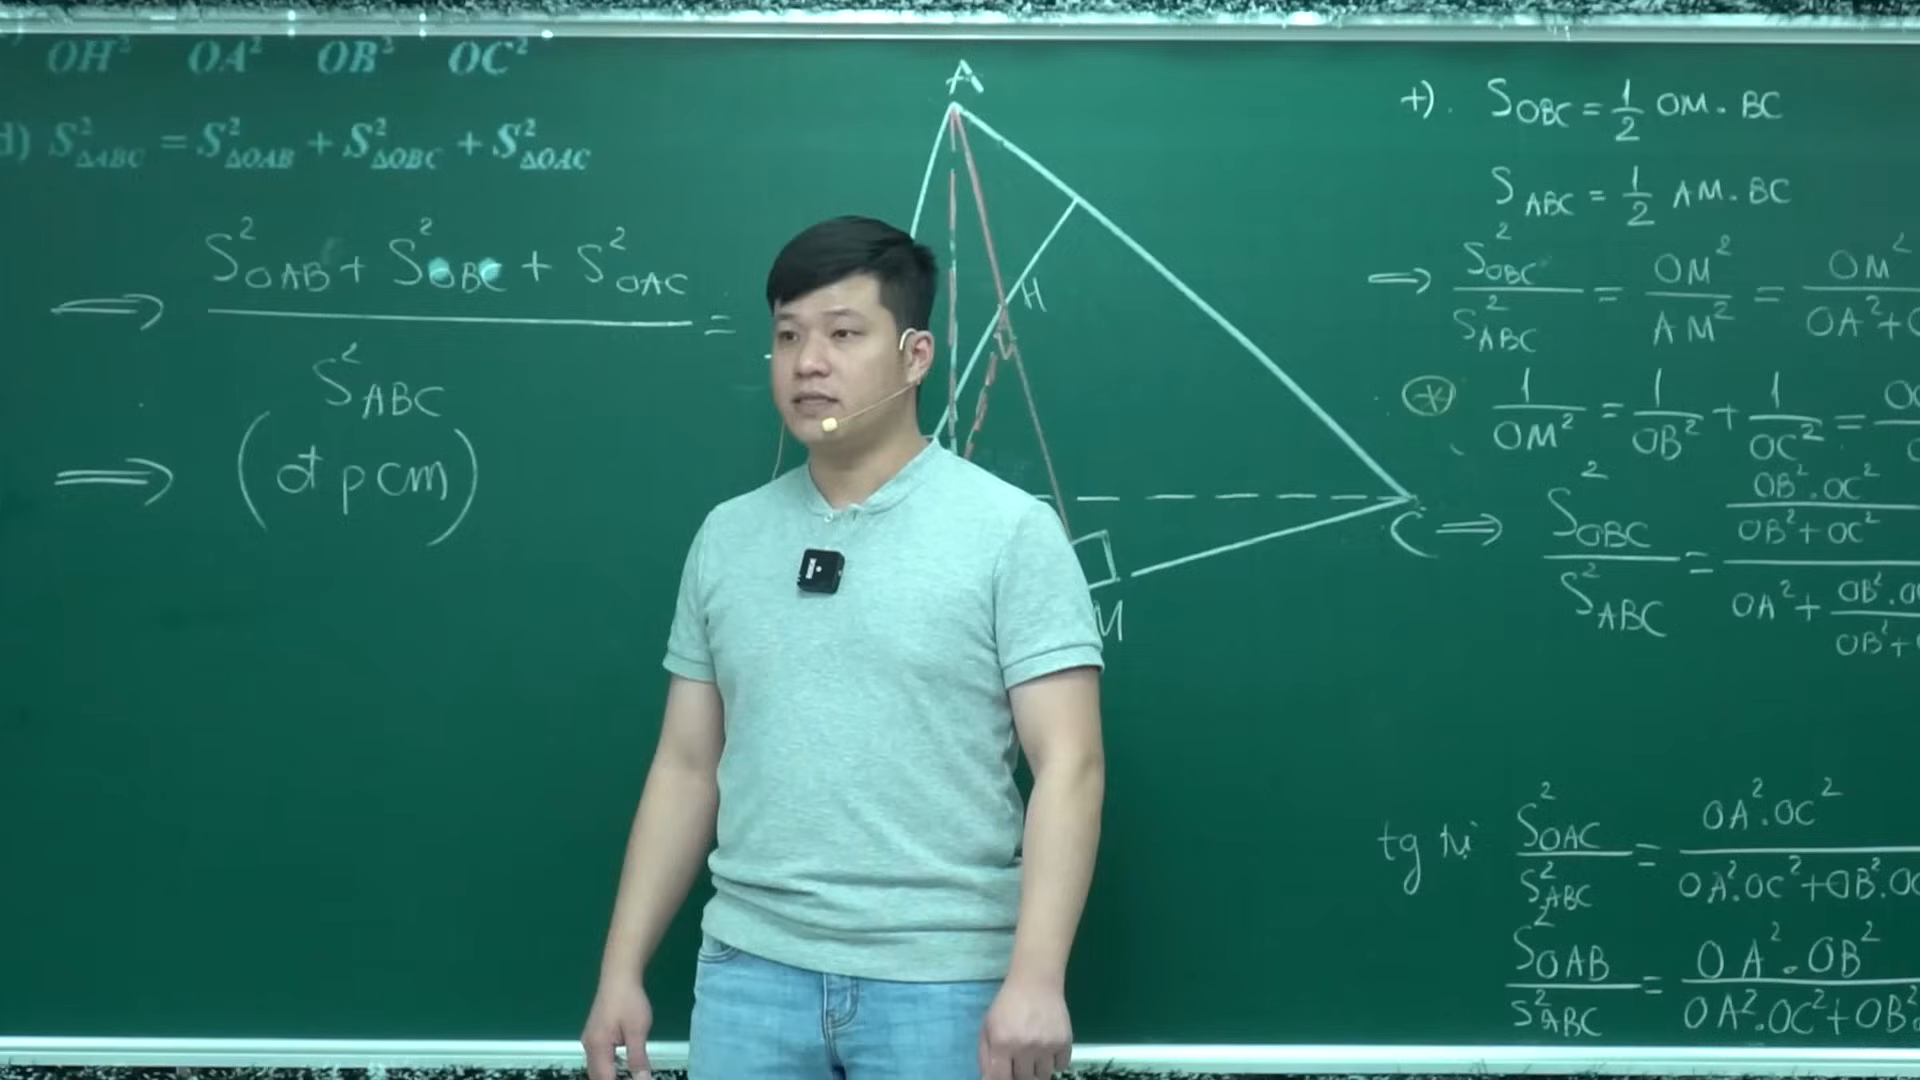 OH² OA² OB² OC²
d) S²ΔABC = S²ΔOAB + S²ΔOBC + S²ΔOAC
⟹ (S²OAB + S²OBC + S²OAC) / S²ABC =
⟹ (đpcm)
A
H
C
M
+). SOBC = 1/2 OM. BC
SABC = 1/2 AM. BC
⟹ S²OBC / S²ABC = OM² / AM² = OM² / OA²+
(*) 1/OM² = 1/OB² + 1/OC² =
⟹ S²OBC / S²ABC = (OB².OC² / OB²+OC²) / (OA² + OB². / OB²+
tg tự S²OAC / S²ABC = OA².OC² / OA².OC²+OB².
S²OAB / S²ABC = OA².OB² / OA².OC²+OB²